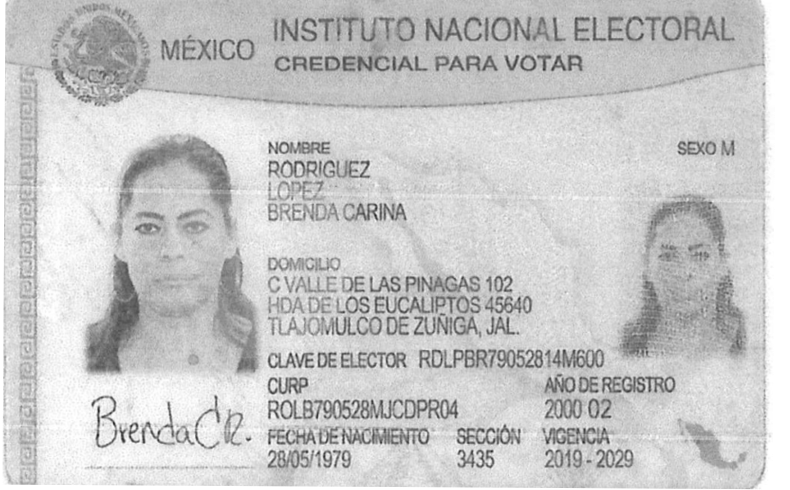 ESTADOS UNIDOS MEXICANOS
MÉXICO
INSTITUTO NACIONAL ELECTORAL
CREDENCIAL PARA VOTAR
NOMBRE
SEXO M
RODRIGUEZ
LOPEZ
BRENDA CARINA
DOMICILIO
C VALLE DE LAS PINAGAS 102
HDA DE LOS EUCALIPTOS 45640
TLAJOMULCO DE ZUÑIGA, JAL.
CLAVE DE ELECTOR RDLPBR79052814M600
CURP
AÑO DE REGISTRO
ROLB790528MJCDPR04
2000 02
FECHA DE NACIMIENTO SECCIÓN VIGENCIA
28/05/1979 3435 2019 - 2029
Brenda C R.